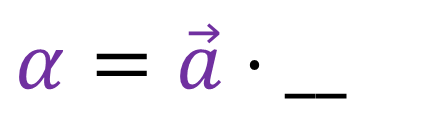 α = a⃗ · __